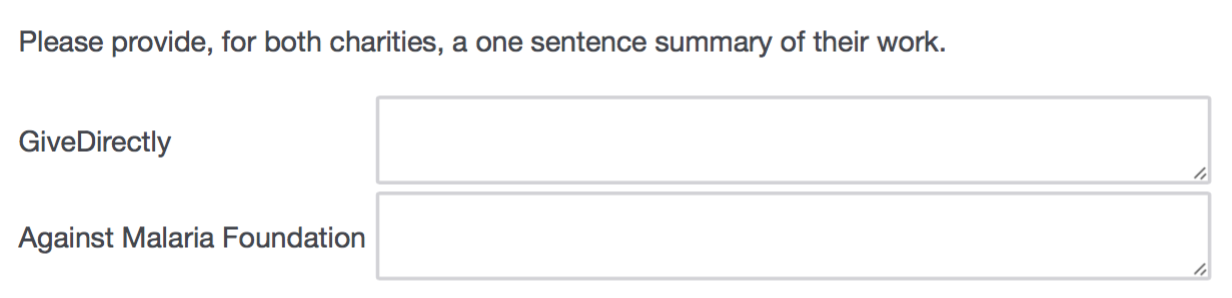 Please provide, for both charities, a one sentence summary of their work.
GiveDirectly
Against Malaria Foundation